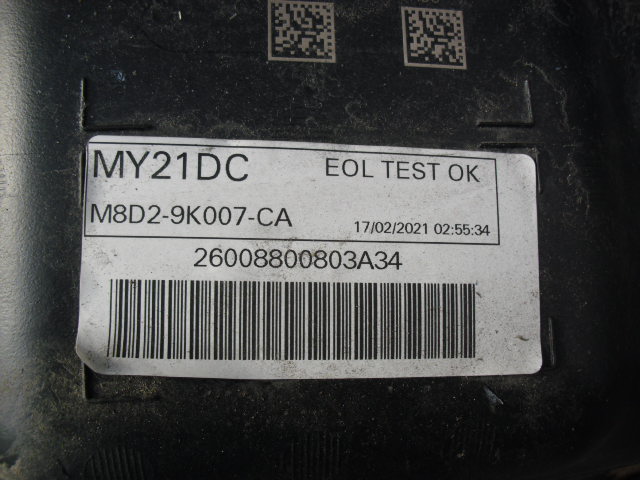 MY21DC EOL TEST OK
M8D2-9K007-CA 17/02/2021 02:55:34
26008800803A34